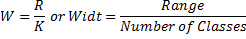 W = R/K or Widt = Range/Number of Classes